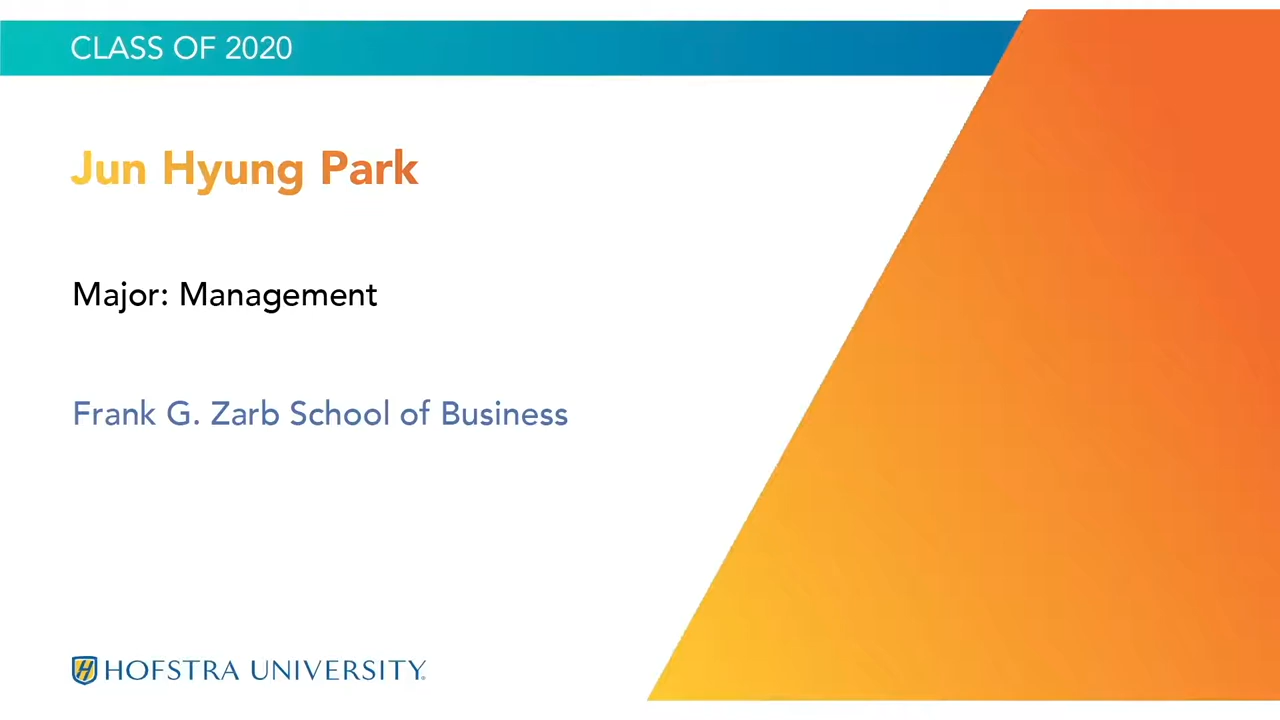 CLASS OF 2020
Jun Hyung Park
Major: Management
Frank G. Zarb School of Business
H HOFSTRA UNIVERSITY®